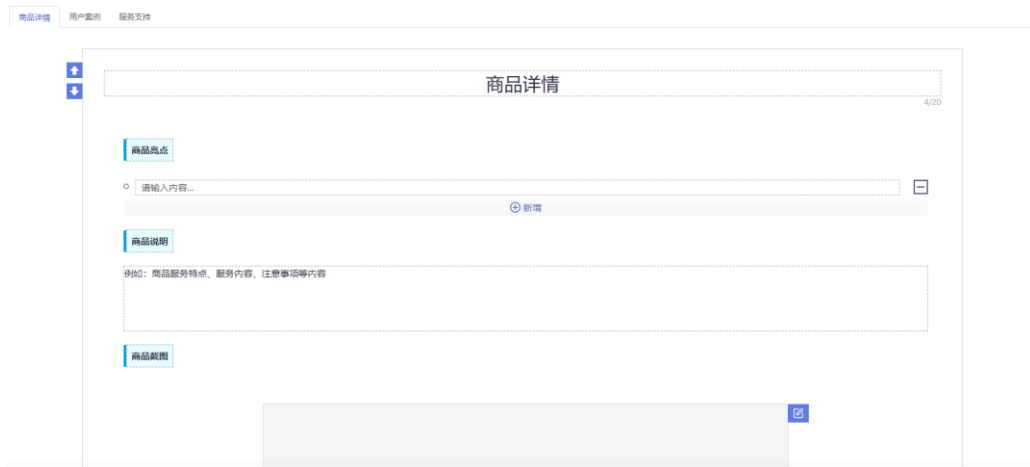 商品详情 用户案例 服务支持
商品详情
4/20
商品亮点
请输入内容...
新增
商品说明
例如：商品服务特点、服务内容、注意事项等内容
商品截图